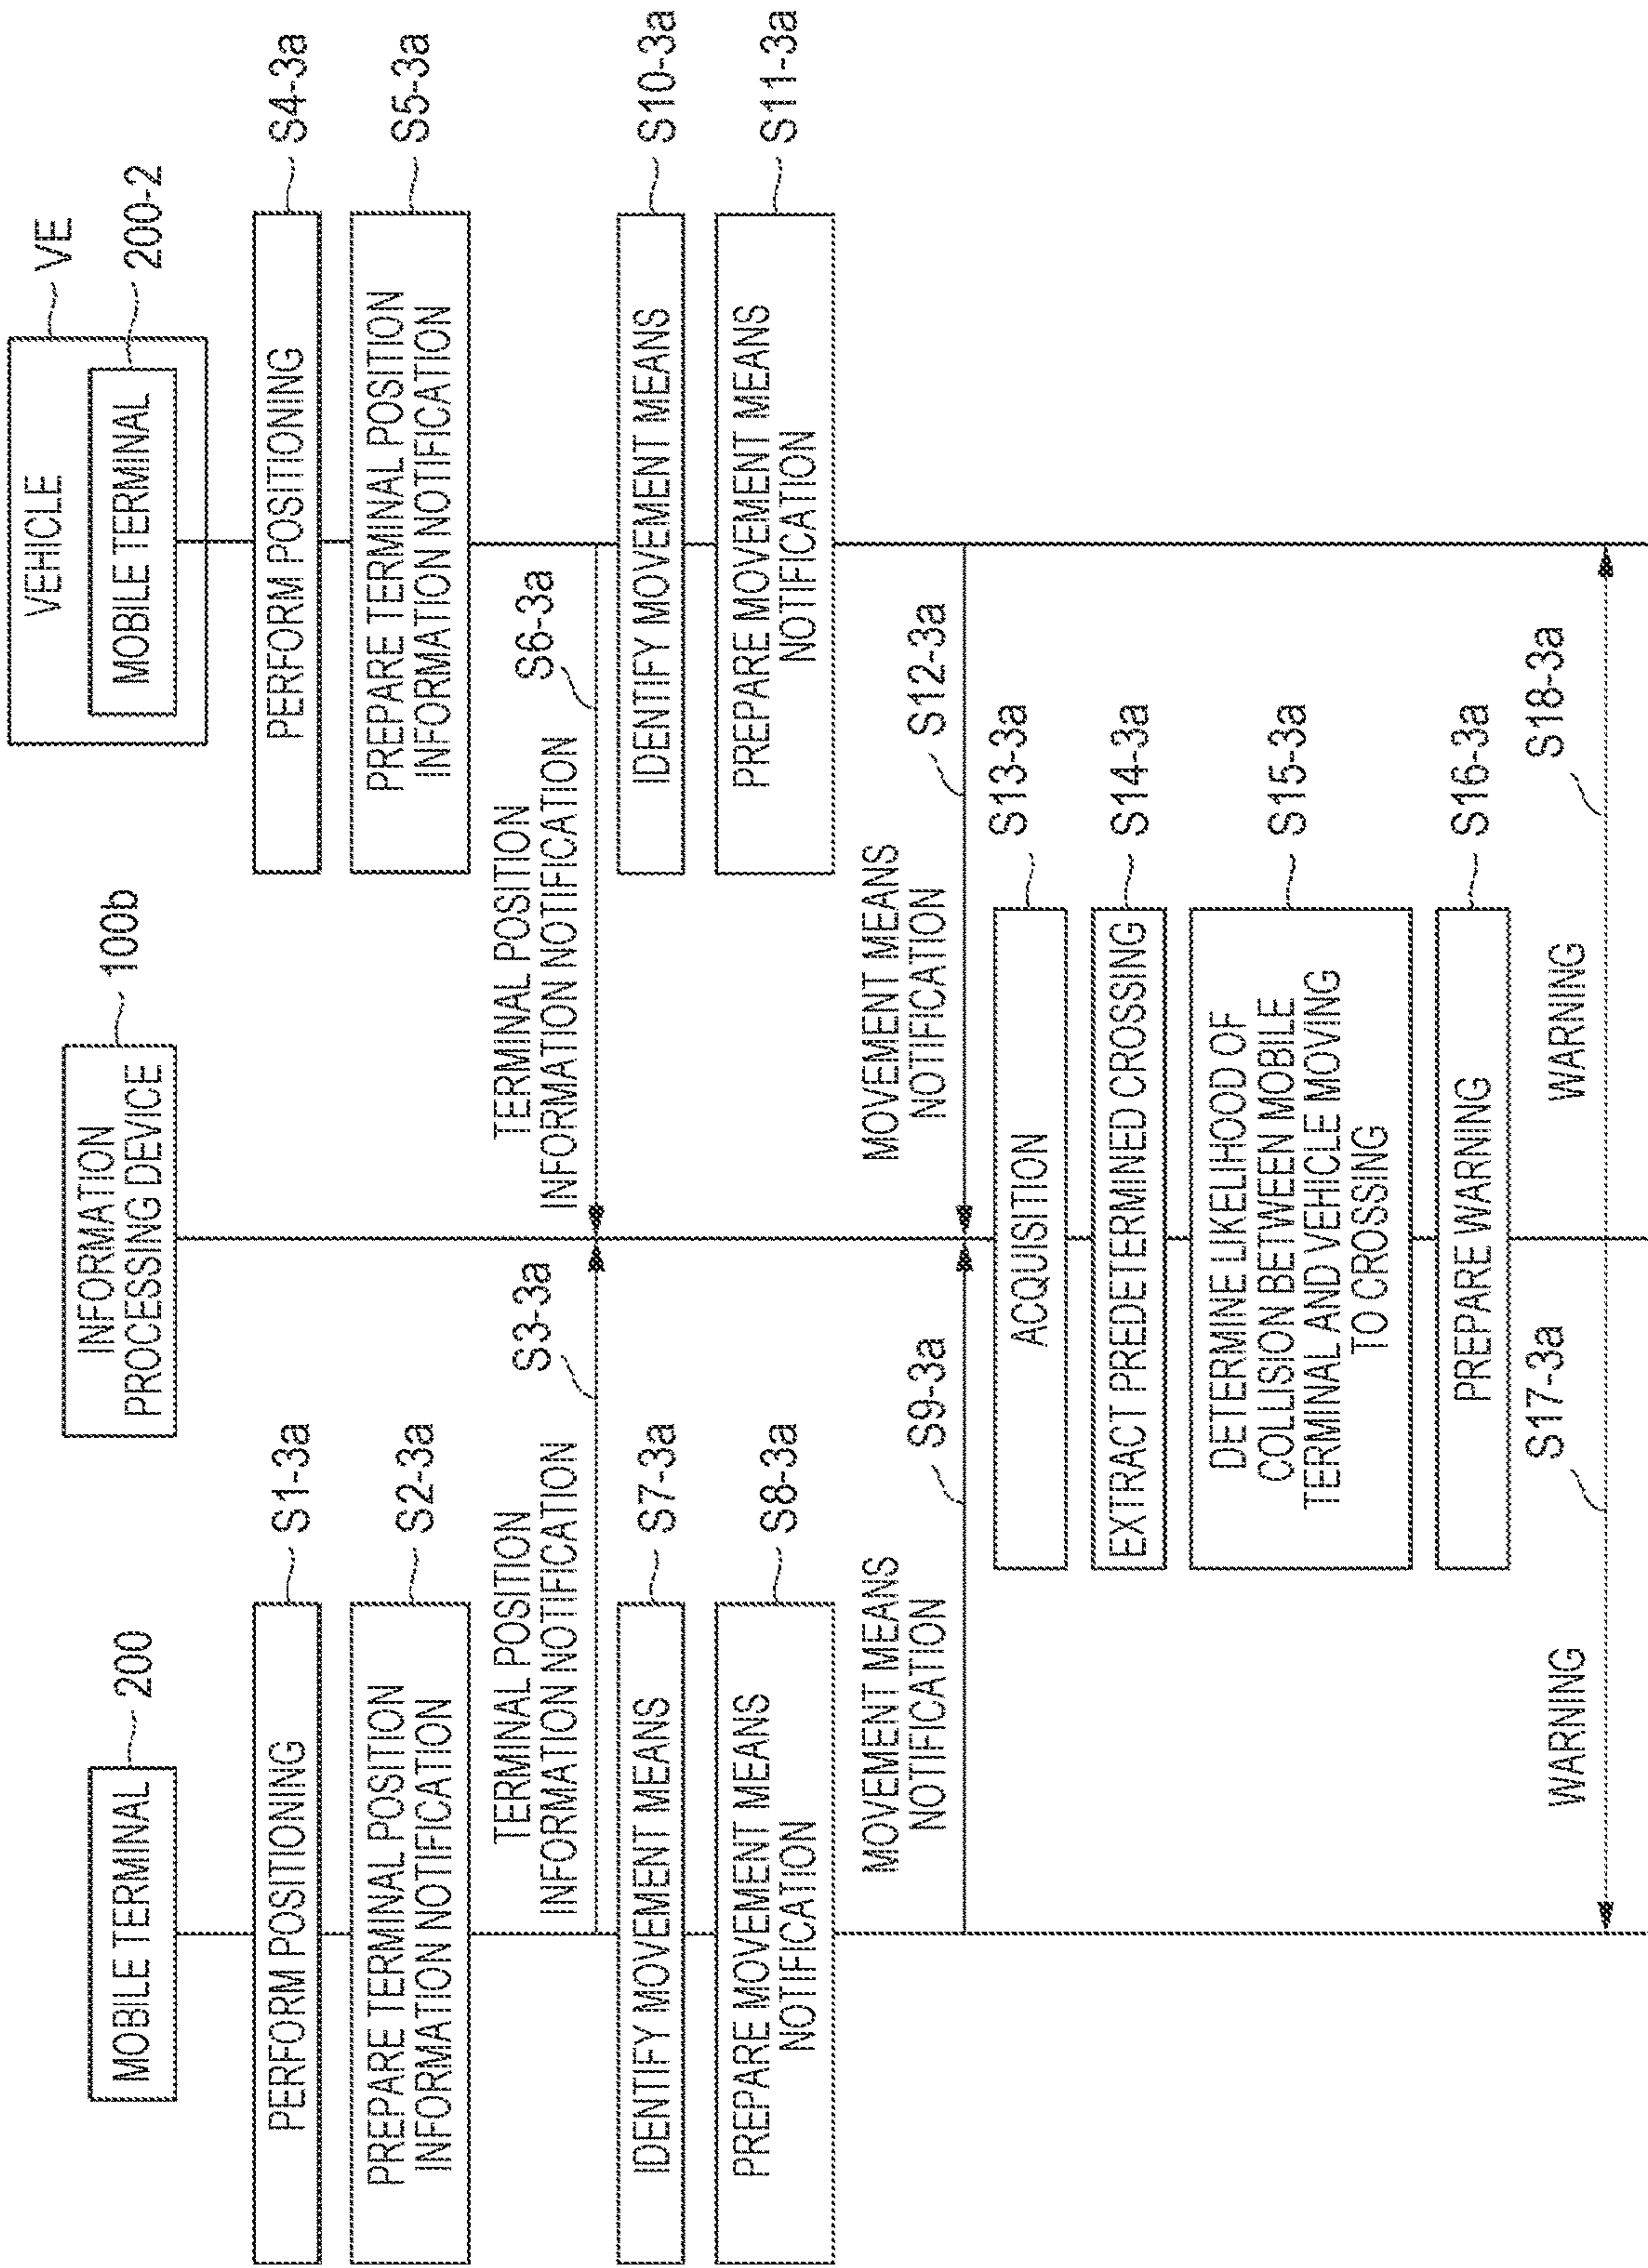 MOBILE TERMINAL
200
INFORMATION
PROCESSING DEVICE
100b
VEHICLE
VE
MOBILE TERMINAL
200-2
PERFORM POSITIONING
S1-3a
PERFORM POSITIONING
S4-3a
PREPARE TERMINAL POSITION
INFORMATION NOTIFICATION
S2-3a
PREPARE TERMINAL POSITION
INFORMATION NOTIFICATION
S5-3a
TERMINAL POSITION
INFORMATION NOTIFICATION
S3-3a
TERMINAL POSITION
INFORMATION NOTIFICATION
S6-3a
IDENTIFY MOVEMENT MEANS
S7-3a
IDENTIFY MOVEMENT MEANS
S10-3a
PREPARE MOVEMENT MEANS
NOTIFICATION
S8-3a
PREPARE MOVEMENT MEANS
NOTIFICATION
S11-3a
MOVEMENT MEANS
NOTIFICATION
S9-3a
MOVEMENT MEANS
NOTIFICATION
S12-3a
ACQUISITION
S13-3a
EXTRACT PREDETERMINED CROSSING
S14-3a
DETERMINE LIKELIHOOD OF
COLLISION BETWEEN MOBILE
TERMINAL AND VEHICLE MOVING
TO CROSSING
S15-3a
PREPARE WARNING
S16-3a
WARNING
S17-3a
WARNING
S18-3a